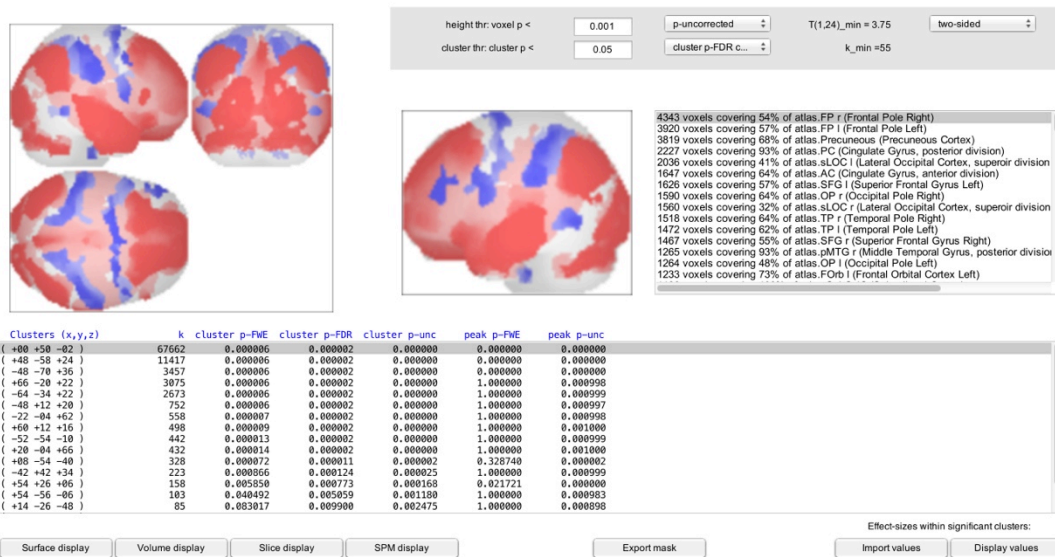 height thr: voxel p < 0.001 p-uncorrected T(1,24)_min = 3.75 two-sided
cluster thr: cluster p < 0.05 cluster p-FDR c... k_min =55
4343 voxels covering 54% of atlas.FP r (Frontal Pole Right)
3920 voxels covering 57% of atlas.FP l (Frontal Pole Left)
3819 voxels covering 68% of atlas.Precuneous (Precuneous Cortex)
2227 voxels covering 93% of atlas.PC (Cingulate Gyrus, posterior division)
2036 voxels covering 41% of atlas.sLOC l (Lateral Occipital Cortex, superoir division
1647 voxels covering 64% of atlas.AC (Cingulate Gyrus, anterior division)
1626 voxels covering 57% of atlas.SFG l (Superior Frontal Gyrus Left)
1590 voxels covering 64% of atlas.OP r (Occipital Pole Right)
1560 voxels covering 32% of atlas.sLOC r (Lateral Occipital Cortex, superoir division
1518 voxels covering 64% of atlas.TP r (Temporal Pole Right)
1472 voxels covering 62% of atlas.TP l (Temporal Pole Left)
1467 voxels covering 55% of atlas.SFG r (Superior Frontal Gyrus Right)
1265 voxels covering 93% of atlas.pMTG r (Middle Temporal Gyrus, posterior division
1264 voxels covering 48% of atlas.OP l (Occipital Pole Left)
1233 voxels covering 73% of atlas.FOrb l (Frontal Orbital Cortex Left)
Clusters (x,y,z) k cluster p-FWE cluster p-FDR cluster p-unc peak p-FWE peak p-unc
( +00 +50 -02 ) 67662 0.000006 0.000002 0.000000 0.000000 0.000000
( +48 -58 +24 ) 11417 0.000006 0.000002 0.000000 0.000000 0.000000
( -48 -70 +36 ) 3457 0.000006 0.000002 0.000000 0.000000 0.000000
( +66 -20 +22 ) 3075 0.000006 0.000002 0.000000 1.000000 0.000998
( -64 -34 +22 ) 2673 0.000006 0.000002 0.000000 1.000000 0.000999
( -48 +12 +20 ) 752 0.000006 0.000002 0.000000 1.000000 0.000997
( -22 -04 +62 ) 558 0.000007 0.000002 0.000000 1.000000 0.000998
( +60 +12 +16 ) 498 0.000009 0.000002 0.000000 1.000000 0.001000
( -52 -54 -10 ) 442 0.000013 0.000002 0.000000 1.000000 0.000999
( +20 -04 +66 ) 432 0.000014 0.000002 0.000000 1.000000 0.001000
( +08 -54 -40 ) 328 0.000072 0.000011 0.000002 0.328740 0.000002
( -42 +42 +34 ) 223 0.000866 0.000124 0.000025 1.000000 0.000999
( +54 +26 +06 ) 158 0.005850 0.000773 0.000168 0.021721 0.000000
( +54 -56 -06 ) 103 0.040492 0.005059 0.001180 1.000000 0.000983
( +14 -26 -48 ) 85 0.083017 0.009900 0.002475 1.000000 0.000898
Effect-sizes within significant clusters:
Surface display Volume display Slice display SPM display Export mask Import values Display values